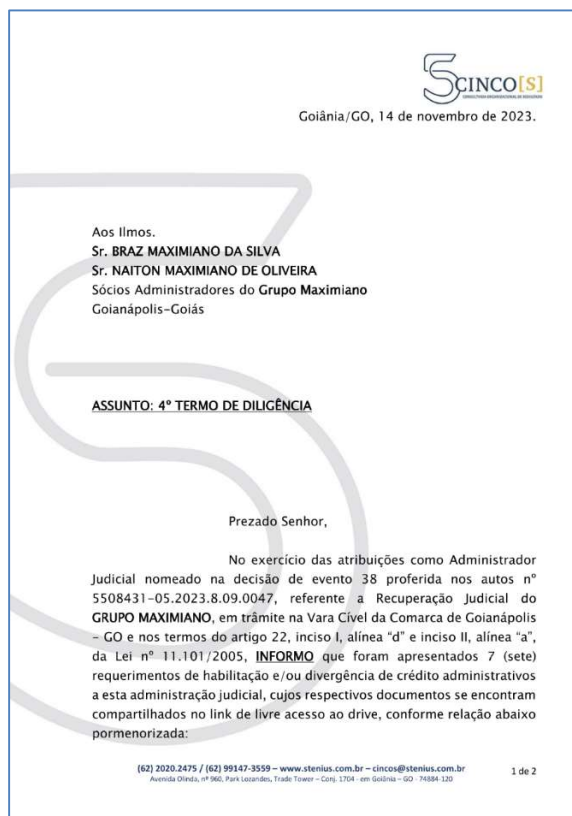 5CINCO[S]
CONSULTORIA ORGANIZACIONAL DE RESULTADO
Goiânia/GO, 14 de novembro de 2023.
Aos Ilmos.
Sr. BRAZ MAXIMIANO DA SILVA
Sr. NAITON MAXIMIANO DE OLIVEIRA
Sócios Administradores do Grupo Maximiano
Goianápolis-Goiás
ASSUNTO: 4º TERMO DE DILIGÊNCIA
Prezado Senhor,
No exercício das atribuições como Administrador
Judicial nomeado na decisão de evento 38 proferida nos autos nº
5508431-05.2023.8.09.0047, referente a Recuperação Judicial do
GRUPO MAXIMIANO, em trâmite na Vara Cível da Comarca de Goianápolis
- GO e nos termos do artigo 22, inciso I, alínea "d" e inciso II, alínea "a",
da Lei nº 11.101/2005, INFORMO que foram apresentados 7 (sete)
requerimentos de habilitação e/ou divergência de crédito administrativos
a esta administração judicial, cujos respectivos documentos se encontram
compartilhados no link de livre acesso ao drive, conforme relação abaixo
pormenorizada:
(62) 2020.2475 / (62) 99147-3559 – www.stenius.com.br – cincos@stenius.com.br
Avenida Olinda, nº 960, Park Lozandes, Trade Tower – Conj. 1704 - em Goiânia – GO - 74884-120
1 de 2